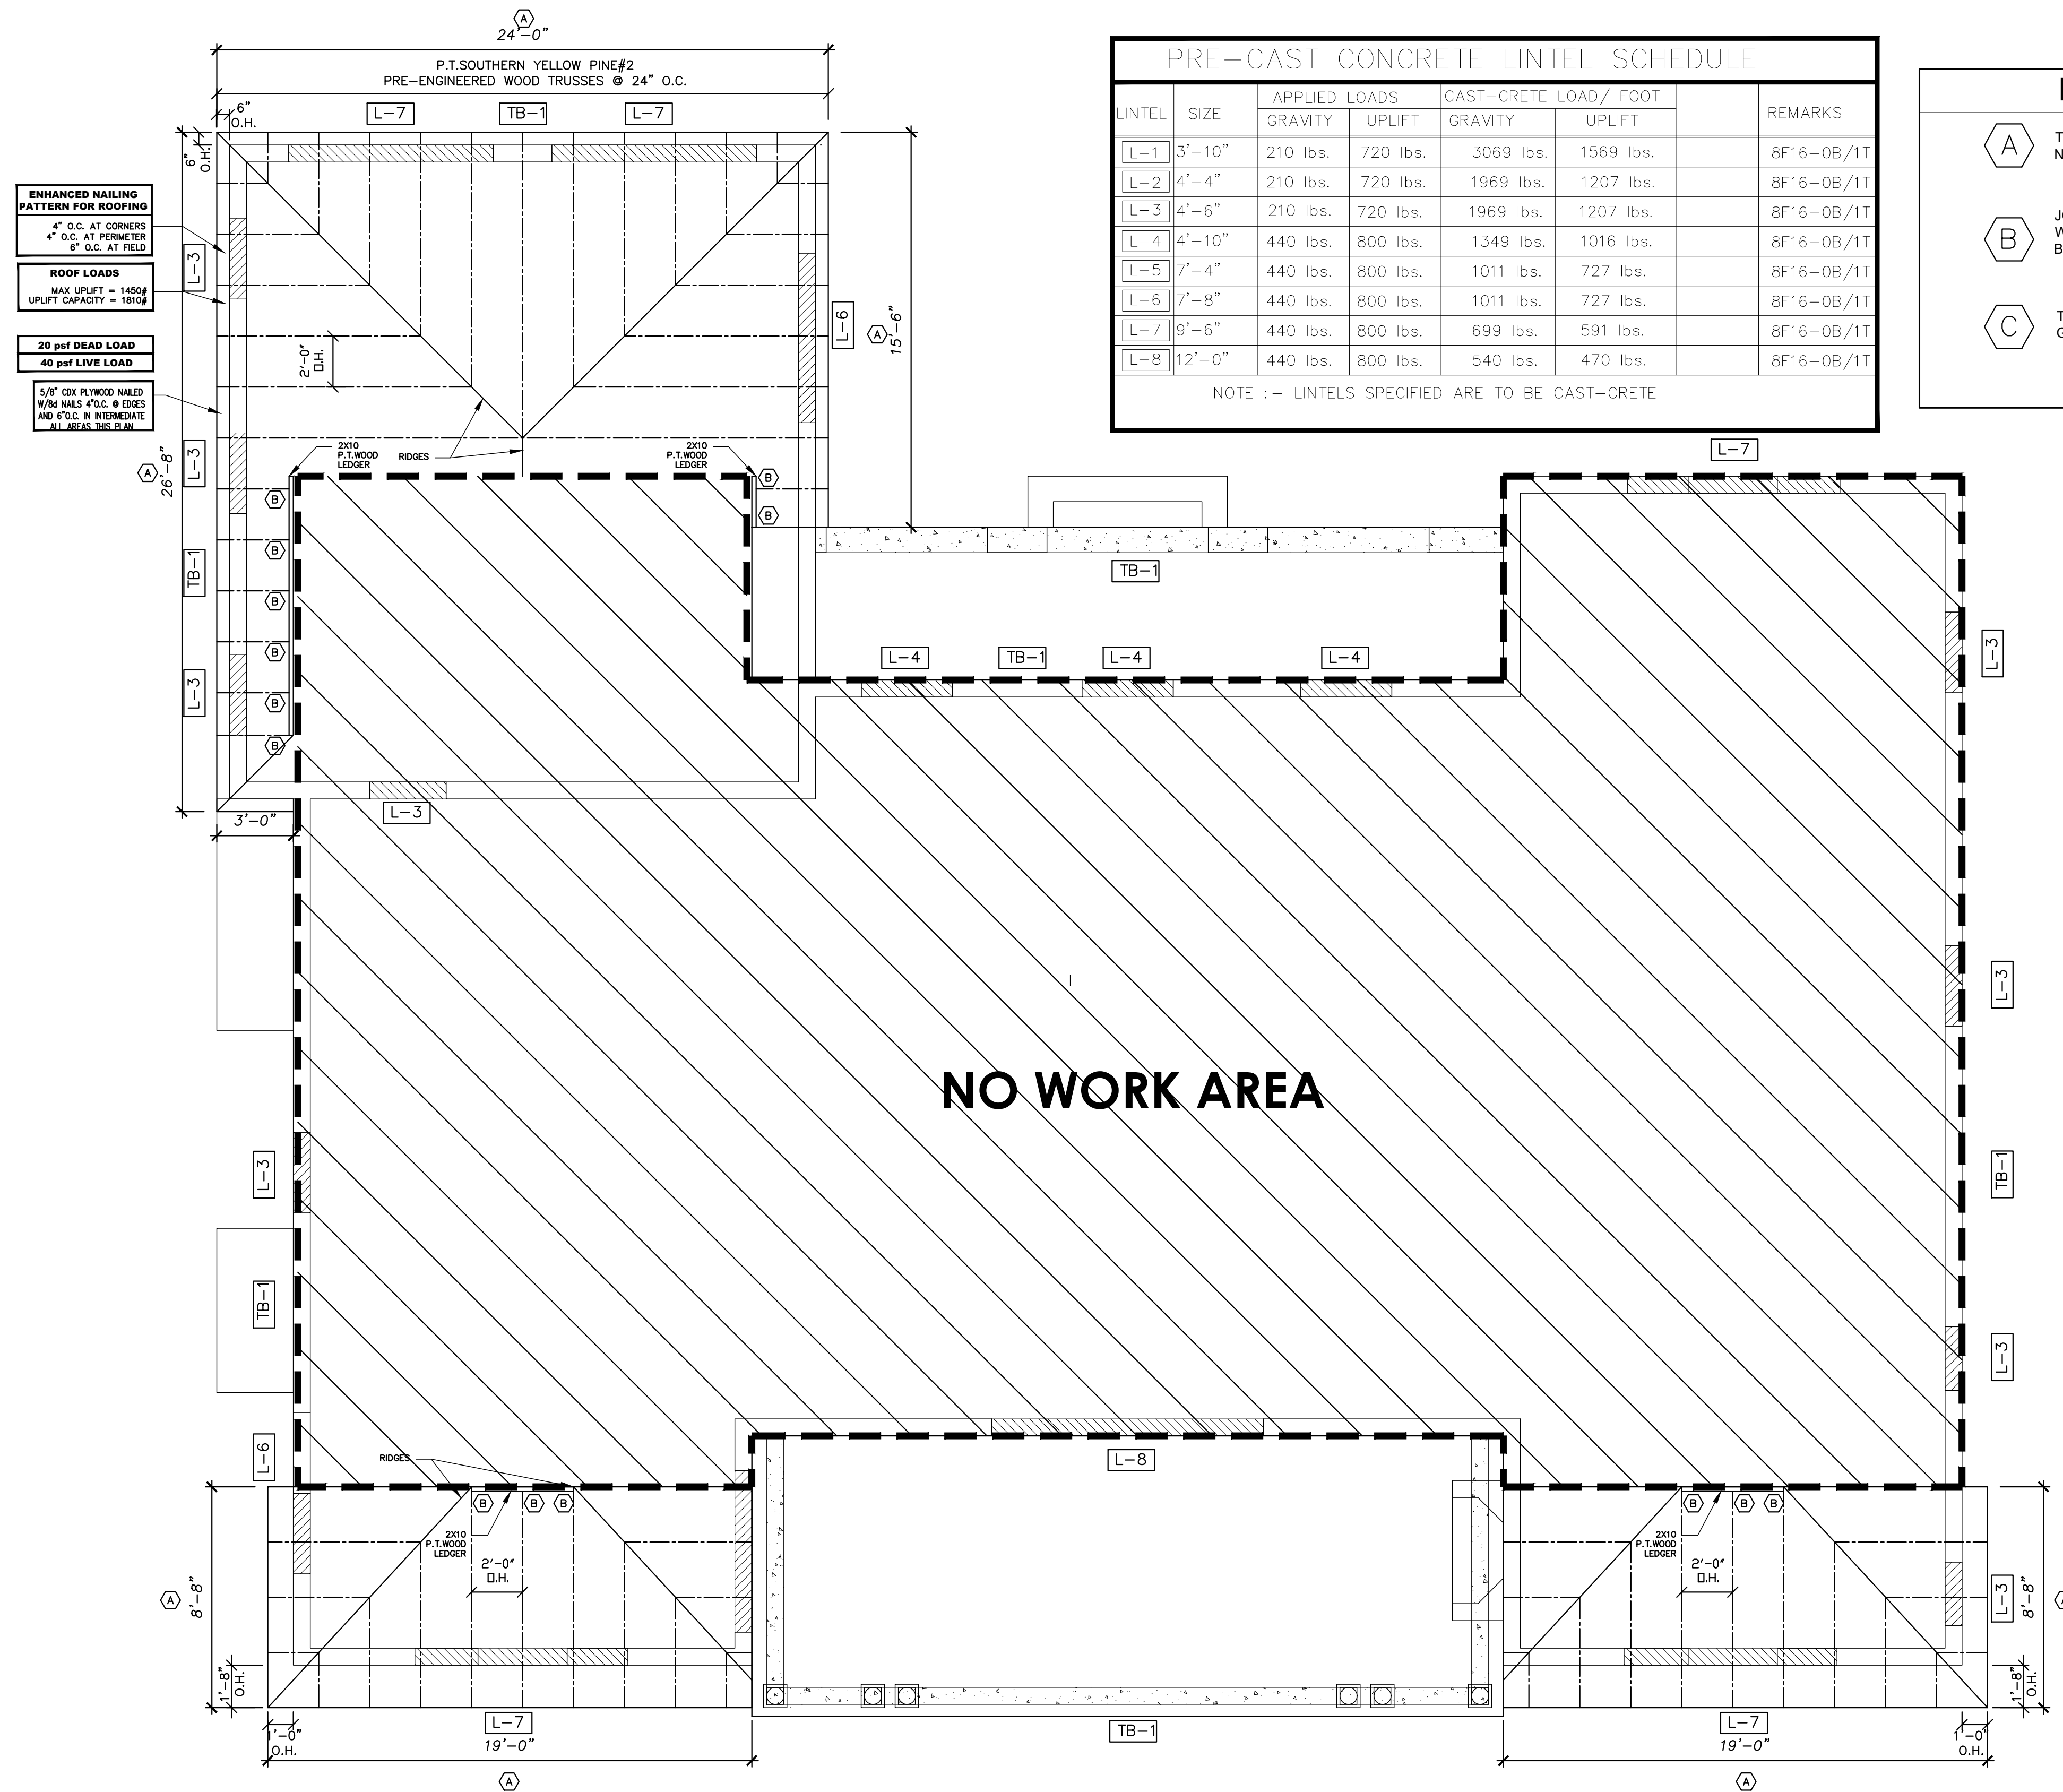 A
24'-0"
P.T.SOUTHERN YELLOW PINE#2
PRE-ENGINEERED WOOD TRUSSES @ 24" O.C.
6"
O.H.
L-7
TB-1
L-7
6"
O.H.
ENHANCED NAILING
PATTERN FOR ROOFING
4" O.C. AT CORNERS
4" O.C. AT PERIMETER
6" O.C. AT FIELD
ROOF LOADS
MAX UPLIFT = 1450#
UPLIFT CAPACITY = 1810#
20 psf DEAD LOAD
40 psf LIVE LOAD
5/8" CDX PLYWOOD NAILED
W/8d NAILS 4"O.C. @ EDGES
AND 6"O.C. IN INTERMEDIATE
ALL AREAS THIS PLAN
L-3
2'-0"
O.H.
L-6
A
15'-6"
PRE-CAST CONCRETE LINTEL SCHEDULE
LINTEL SIZE APPLIED LOADS CAST-CRETE LOAD/ FOOT REMARKS
GRAVITY UPLIFT GRAVITY UPLIFT
L-1 3'-10" 210 lbs. 720 lbs. 3069 lbs. 1569 lbs. 8F16-0B/1T
L-2 4'-4" 210 lbs. 720 lbs. 1969 lbs. 1207 lbs. 8F16-0B/1T
L-3 4'-6" 210 lbs. 720 lbs. 1969 lbs. 1207 lbs. 8F16-0B/1T
L-4 4'-10" 440 lbs. 800 lbs. 1349 lbs. 1016 lbs. 8F16-0B/1T
L-5 7'-4" 440 lbs. 800 lbs. 1011 lbs. 727 lbs. 8F16-0B/1T
L-6 7'-8" 440 lbs. 800 lbs. 1011 lbs. 727 lbs. 8F16-0B/1T
L-7 9'-6" 440 lbs. 800 lbs. 699 lbs. 591 lbs. 8F16-0B/1T
L-8 12'-0" 440 lbs. 800 lbs. 540 lbs. 470 lbs. 8F16-0B/1T
NOTE :- LINTELS SPECIFIED ARE TO BE CAST-CRETE
A
B
C
A
26'-8"
L-3
2X10
P.T.WOOD
LEDGER
RIDGES
2X10
P.T.WOOD
LEDGER
B
B
B
B
B
B
B
B
TB-1
L-3
3'-0"
L-3
TB-1
L-4
TB-1
L-4
L-4
L-7
L-3
L-3
NO WORK AREA
L-3
TB-1
TB-1
L-3
L-6
L-8
RIDGES
B
B
B
2X10
P.T.WOOD
LEDGER
2'-0"
O.H.
A
8'-8"
1'-8"
O.H.
1'-0"
O.H.
L-7
19'-0"
A
TB-1
B
B
B
2X10
P.T.WOOD
LEDGER
2'-0"
O.H.
L-3
8'-8"
1'-8"
O.H.
L-7
19'-0"
1'-0"
O.H.
A